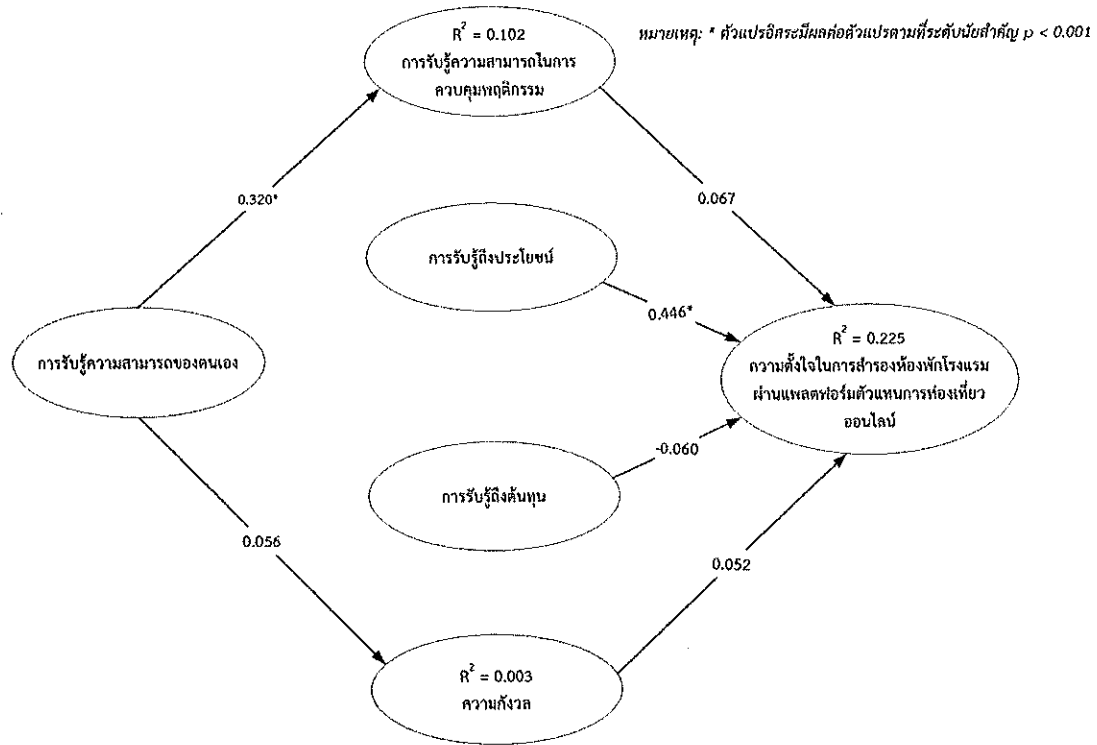 R² = 0.102
การรับรู้ความสามารถในการ
ควบคุมพฤติกรรม
หมายเหตุ: * ตัวแปรอิสระมีผลต่อตัวแปรตามที่ระดับนัยสำคัญ p < 0.001
0.320*
0.067
การรับรู้ถึงประโยชน์
0.446*
การรับรู้ความสามารถของตนเอง
R² = 0.225
ความตั้งใจในการสำรองห้องพักโรงแรม
ผ่านแพลตฟอร์มตัวแทนการท่องเที่ยว
ออนไลน์
-0.060
การรับรู้ถึงต้นทุน
0.056
0.052
R² = 0.003
ความกังวล